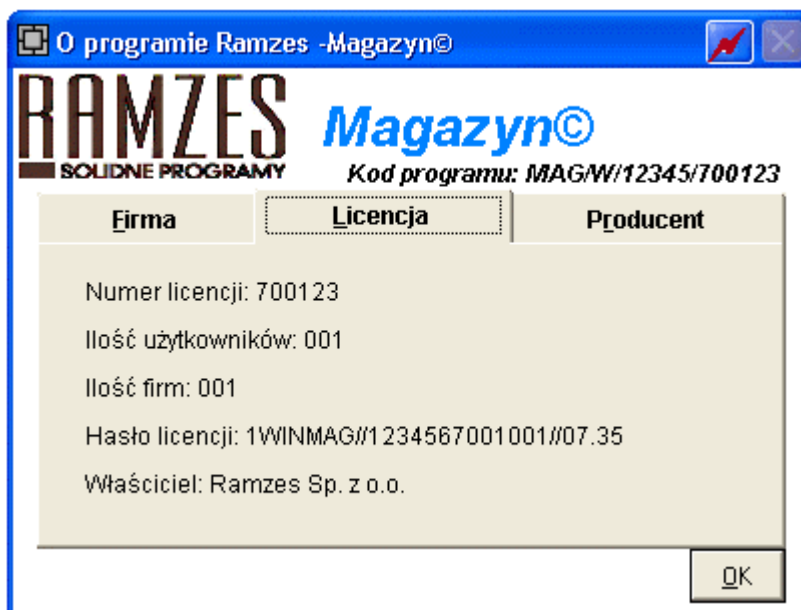 O programie Ramzes -Magazyn©
RAMZES
SOLIDNE PROGRAMY
Magazyn©
Kod programu: MAG/W/12345/700123
Firma
Licencja
Producent
Numer licencji: 700123
Ilość użytkowników: 001
Ilość firm: 001
Hasło licencji: 1WINMAG//1234567001001//07.35
Właściciel: Ramzes Sp. z o.o.
OK